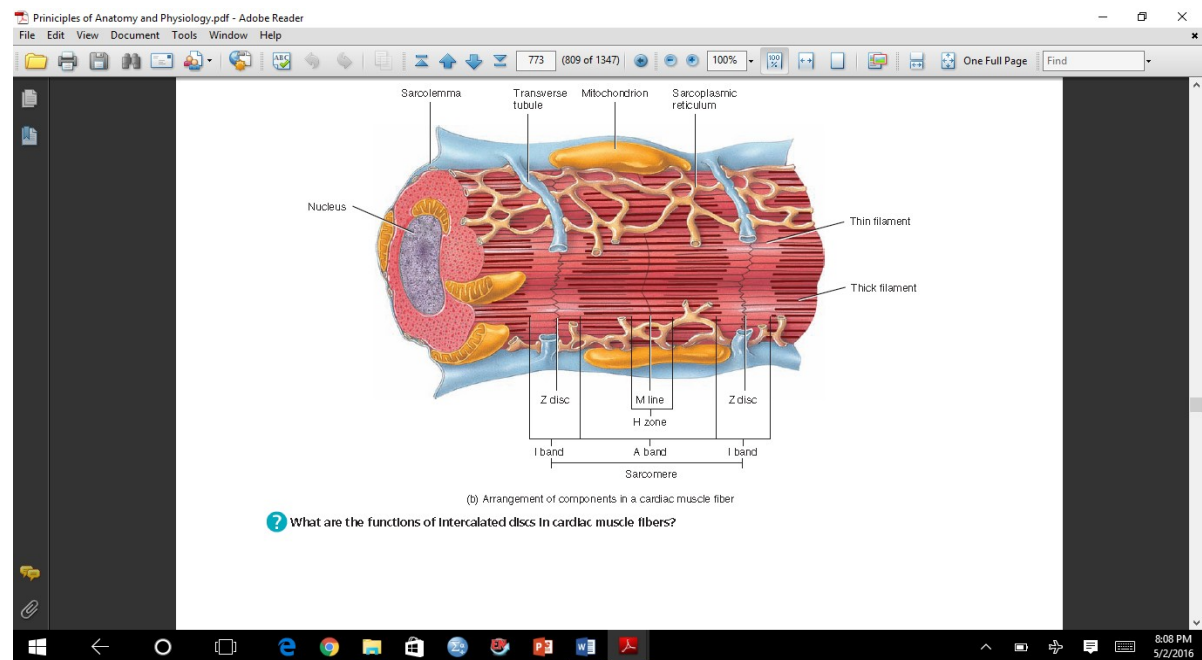 Priniciples of Anatomy and Physiology.pdf - Adobe Reader
File Edit View Document Tools Window Help
773 (809 of 1347) 100% One Full Page Find
Sarcolemma
Transverse
tubule
Mitochondrion
Sarcoplasmic
reticulum
Nucleus
Thin filament
Thick filament
Z disc
M line
Z disc
H zone
I band
A band
I band
Sarcomere
(b) Arrangement of components in a cardiac muscle fiber
? What are the functions of intercalated discs in cardiac muscle fibers?
8:08 PM
5/2/2016